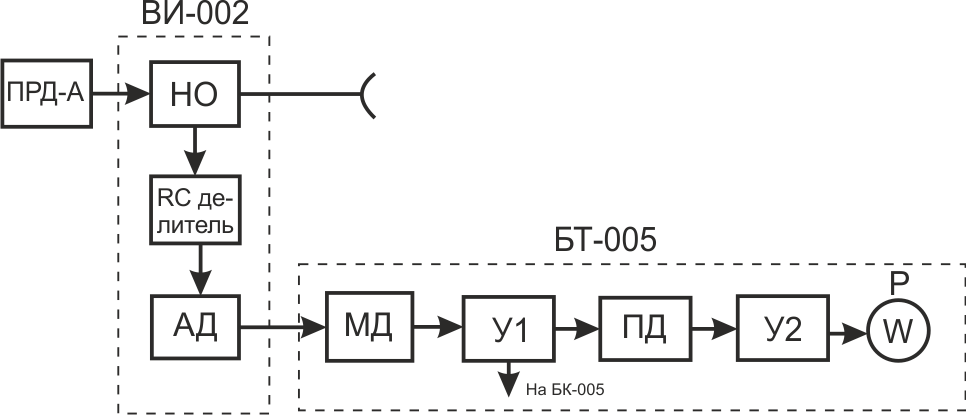 ВИ-002
ПРД-А
НО
RC де-
литель
АД
БТ-005
МД
У1
ПД
У2
P
W
На БК-005